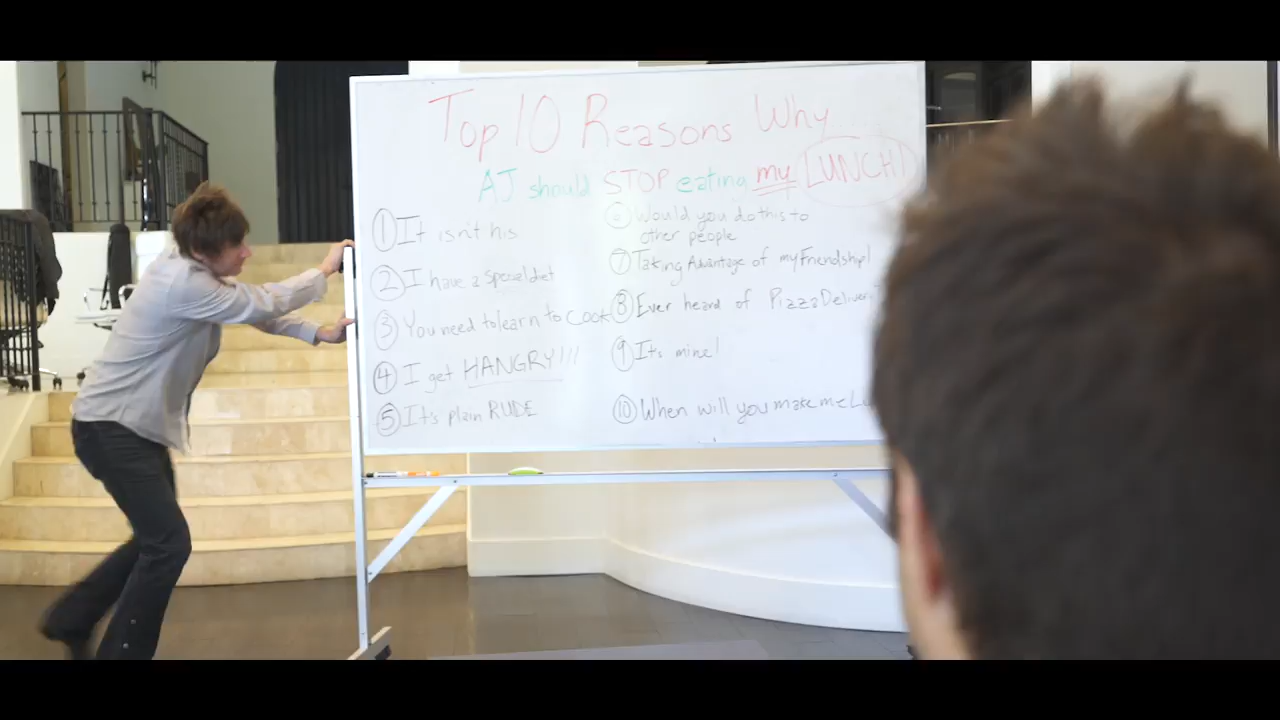 Top 10 Reasons Why
AJ should STOP eating my LUNCH!
① It isn't his
② I have a special diet
③ You need to learn to cook
④ I get HANGRY!!!
⑤ It's plain RUDE
⑥ Would you do this to
other people
⑦ Taking Advantage of my Friendship!
⑧ Ever heard of Pizza Delivery
⑨ It's mine!
⑩ When will you make me